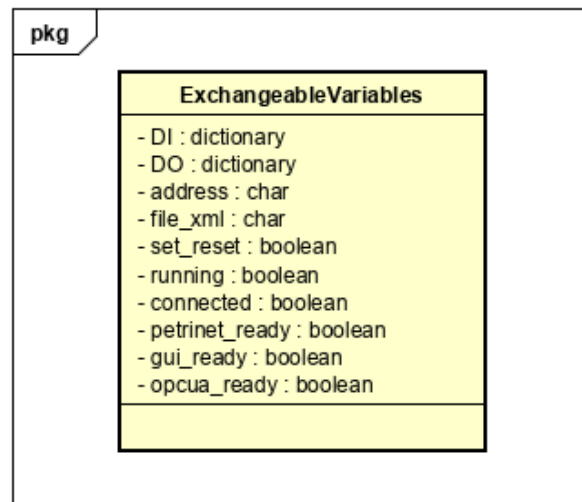 pkg
ExchangeableVariables
- DI : dictionary
- DO : dictionary
- address : char
- file_xml : char
- set_reset : boolean
- running : boolean
- connected : boolean
- petrinet_ready : boolean
- gui_ready : boolean
- opcua_ready : boolean